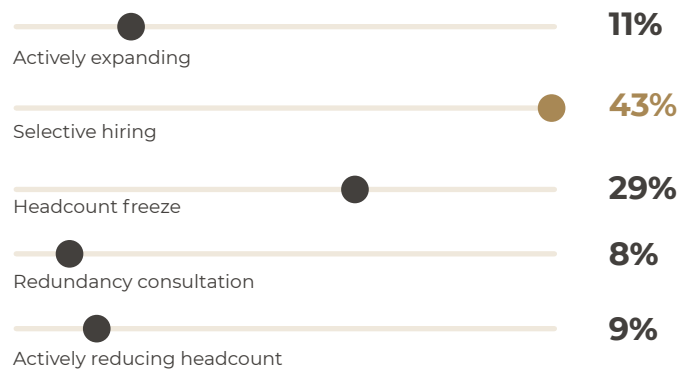 11%
Actively expanding
43%
Selective hiring
29%
Headcount freeze
8%
Redundancy consultation
9%
Actively reducing headcount